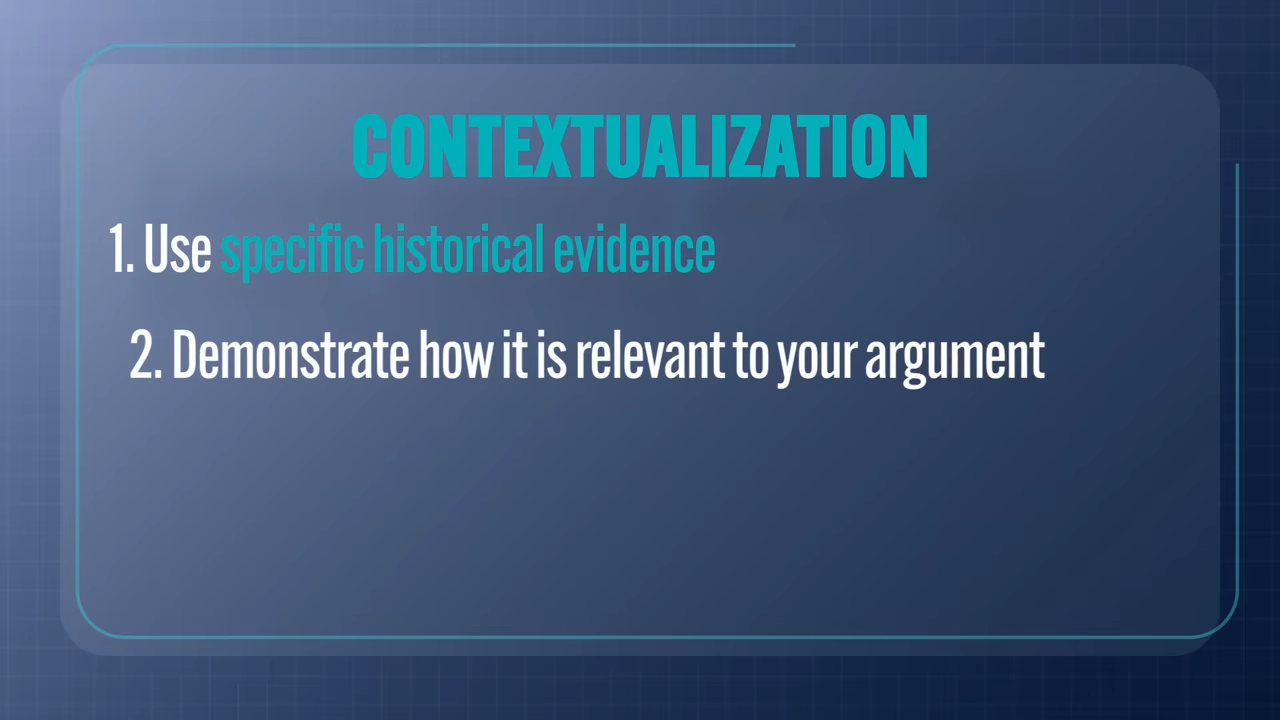 CONTEXTUALIZATION
1. Use specific historical evidence
2. Demonstrate how it is relevant to your argument